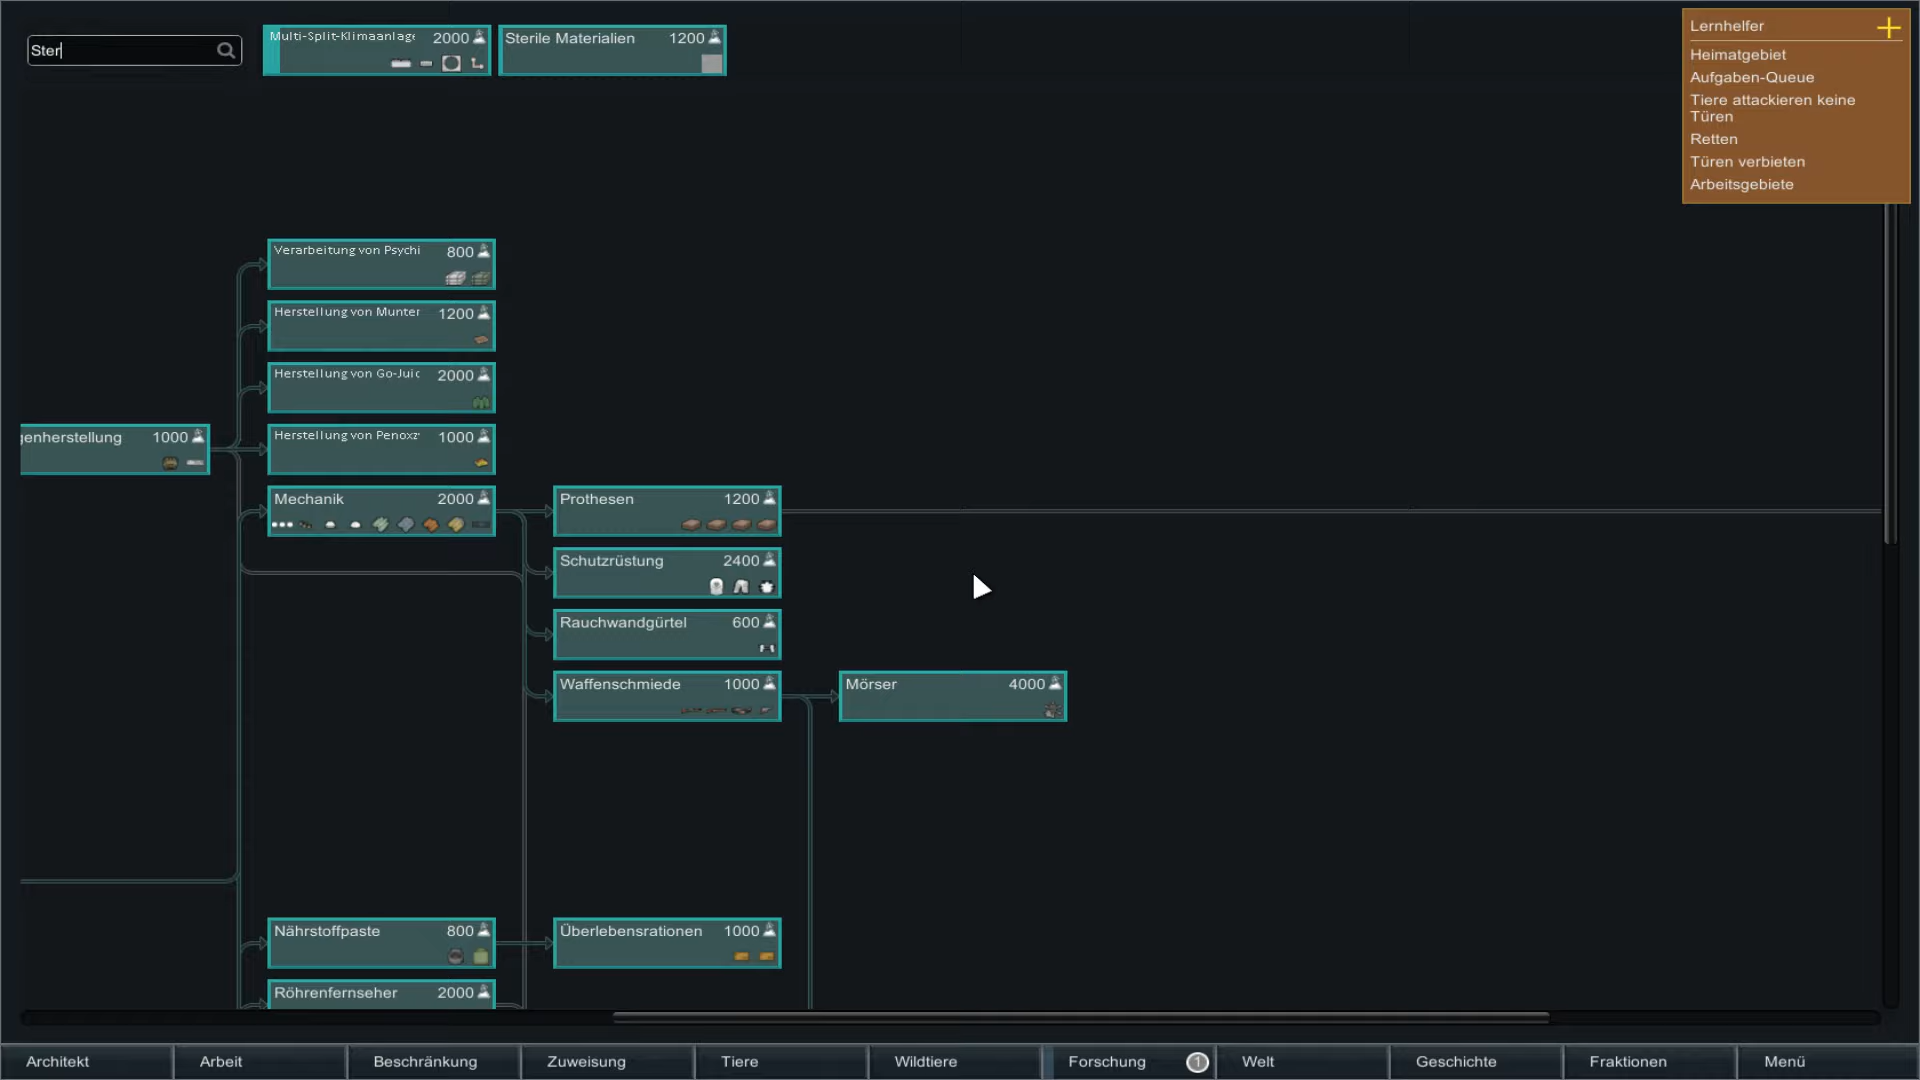 Ster
Multi-Split-Klimaanlage 2000
Sterile Materialien 1200
Lernhelfer
Heimatgebiet
Aufgaben-Queue
Tiere attackieren keine
Türen
Retten
Türen verbieten
Arbeitsgebiete
Verarbeitung von Psychi 800
Herstellung von Munter 1200
Herstellung von Go-Juic 2000
genherstellung 1000
Herstellung von Penoxz 1000
Mechanik 2000
Prothesen 1200
Schutzrüstung 2400
Rauchwandgürtel 600
Waffenschmiede 1000
Mörser 4000
Nährstoffpaste 800
Überlebensrationen 1000
Röhrenfernseher 2000
Architekt
Arbeit
Beschränkung
Zuweisung
Tiere
Wildtiere
Forschung 1
Welt
Geschichte
Fraktionen
Menü